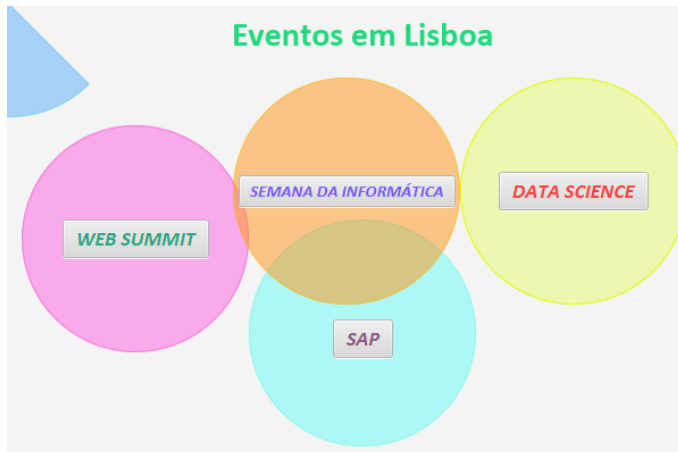 Eventos em Lisboa
SEMANA DA INFORMÁTICA
DATA SCIENCE
WEB SUMMIT
SAP